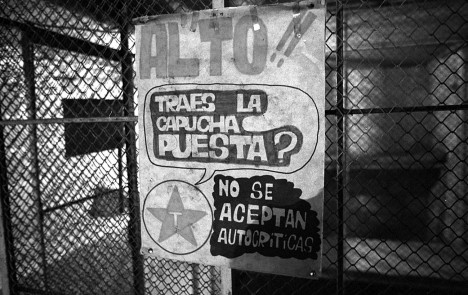 ALTO!!
TRAES LA
CAPUCHA
PUESTA?
T
NO SE
ACEPTAN
AUTOCRITICAS